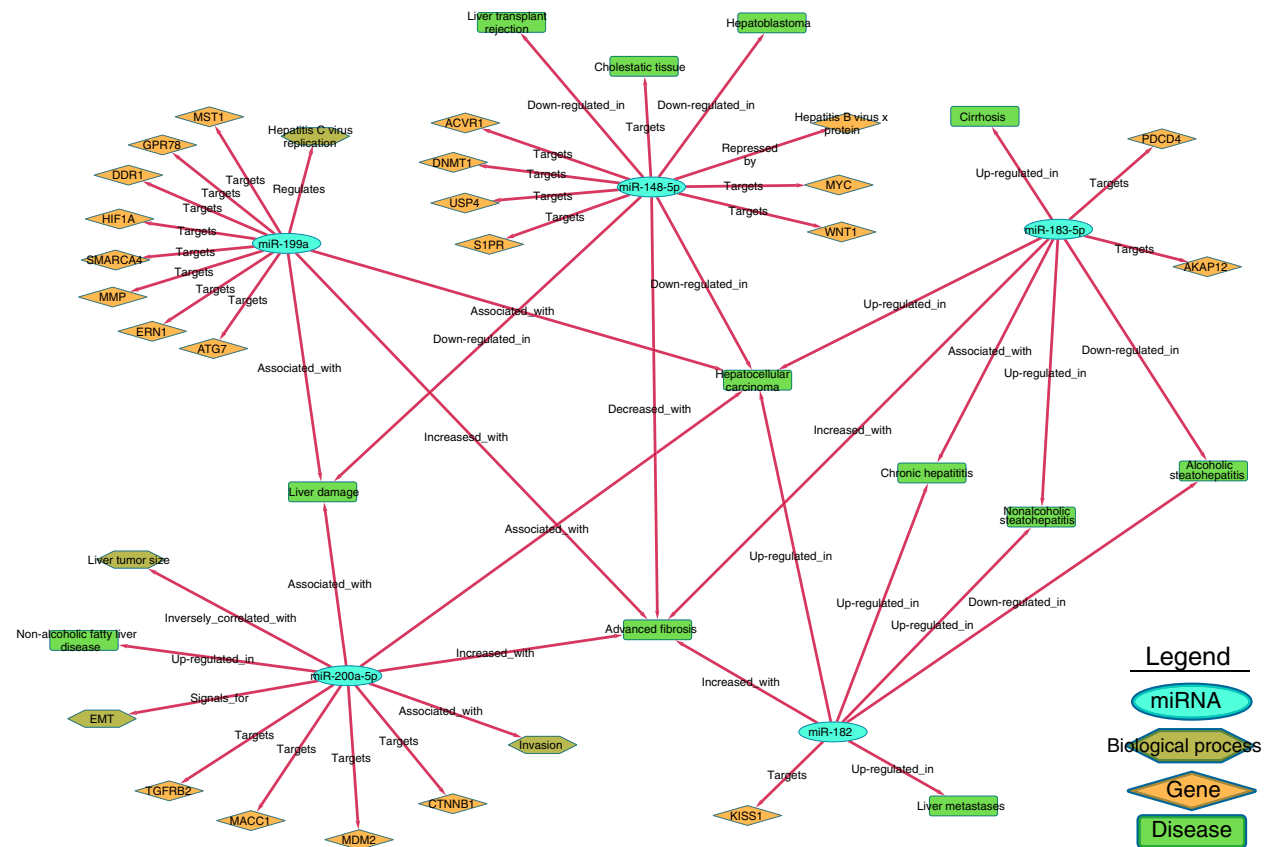 Liver transplant
rejection
Hepatoblastoma
Cholestatic tissue
Down-regulated_in
Down-regulated_in
Targets
MST1
Hepatitis C virus
replication
GPR78
DDR1
HIF1A
SMARCA4
MMP
ERN1
ATG7
Targets
Targets
Targets
Targets
Targets
Targets
Targets
Targets
Regulates
miR-199a
ACVR1
DNMT1
USP4
S1PR
Targets
Targets
Targets
Targets
miR-148-5p
Hepatitis B virus x
protein
Repressed
by
MYC
Targets
WNT1
Targets
Cirrhosis
PDCD4
Up-regulated_in
Targets
miR-183-5p
Targets
AKAP12
Down-regulated_in
Up-regulated_in
Associated_with
Down-regulated_in
Associated_with
Associated_with
Up-regulated_in
Down-regulated_in
Hepatocellular
carcinoma
Decreased_with
Increasesd_with
Increased_with
Chronic hepatititis
Alcoholic
steatohepatitis
Liver damage
Nonalcoholic
steatohepatitis
Associated_with
Up-regulated_in
Liver tumor size
Associated_with
Inversely_correlated_with
Up-regulated_in
Down-regulated_in
Up-regulated_in
Advanced fibrosis
Non-alcoholic fatty liver
disease
Up-regulated_in
Increased_with
miR-200a-5p
Increased_with
Signals_for
EMT
Associated_with
Invasion
Targets
Targets
Targets
Targets
TGFRB2
MACC1
MDM2
CTNNB1
miR-182
Targets
Up-regulated_in
KISS1
Liver metastases
Legend
miRNA
Biological process
Gene
Disease